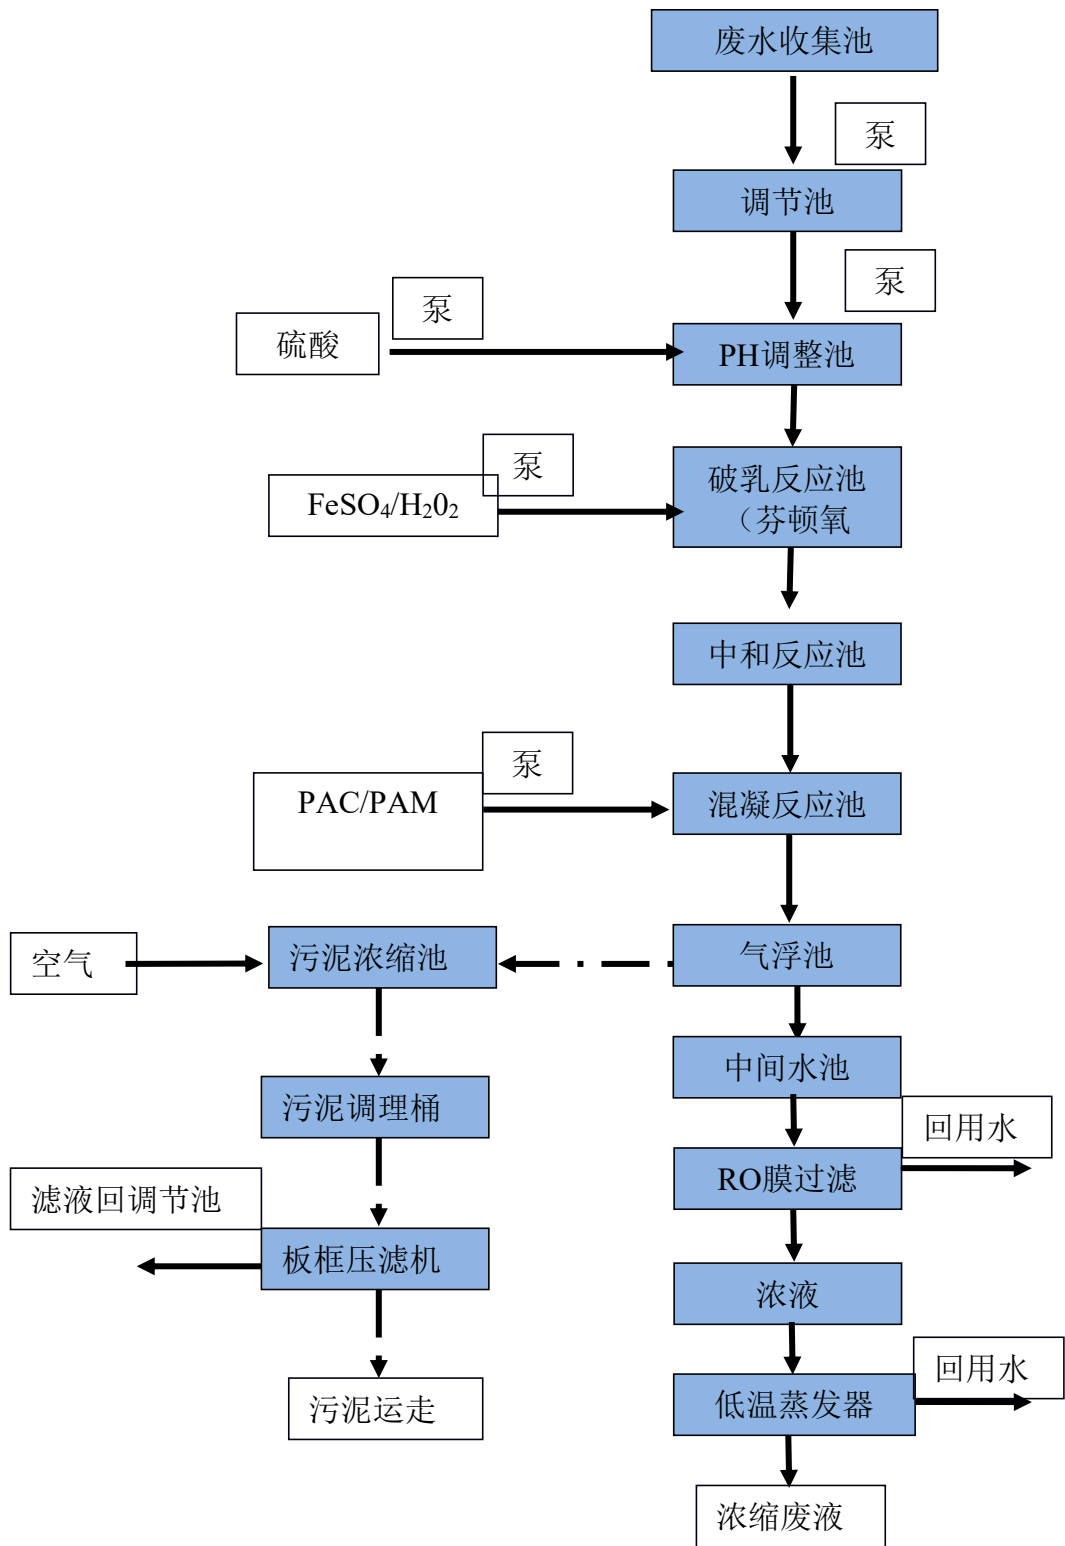 废水收集池
泵
调节池
泵
泵
硫酸
PH调整池
泵
FeSO₄/H₂0₂
破乳反应池
（芬顿氧
中和反应池
泵
PAC/PAM
混凝反应池
空气
污泥浓缩池
气浮池
中间水池
污泥调理桶
回用水
滤液回调节池
RO膜过滤
板框压滤机
浓液
回用水
污泥运走
低温蒸发器
浓缩废液